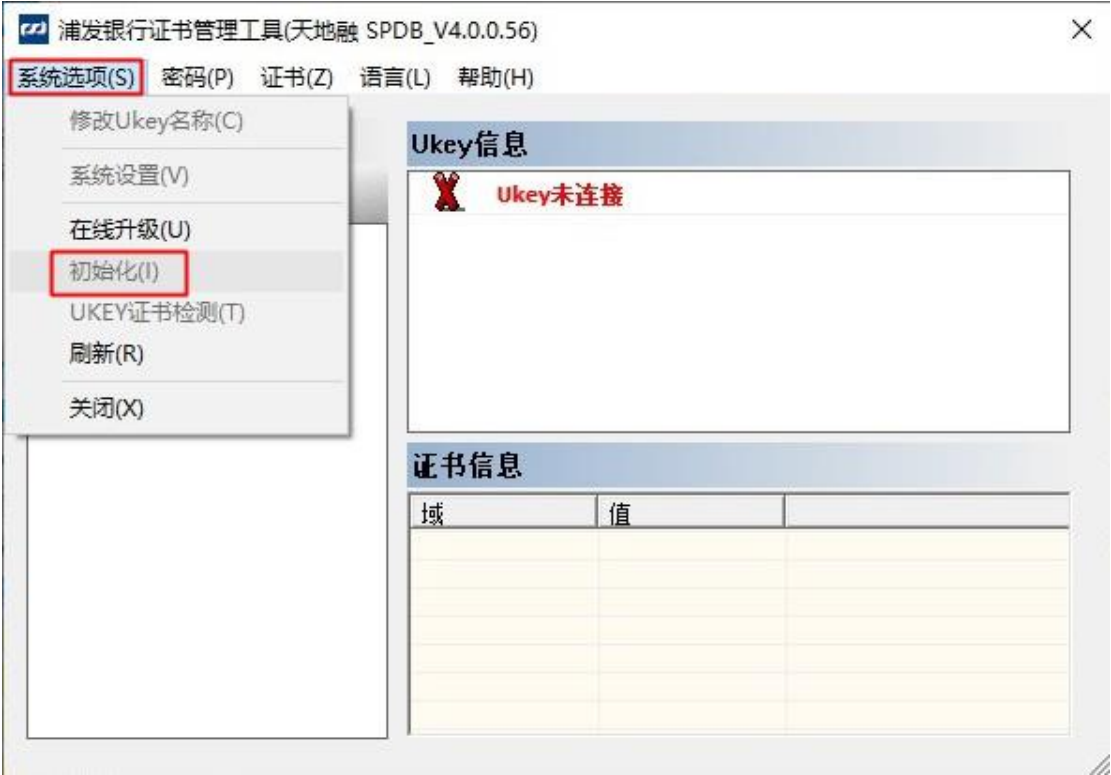 浦发银行证书管理工具(天地融 SPDB_V4.0.0.56)
系统选项(S) 密码(P) 证书(Z) 语言(L) 帮助(H)
修改Ukey名称(C)
系统设置(V)
在线升级(U)
初始化(I)
UKEY证书检测(T)
刷新(R)
关闭(X)
Ukey信息
Ukey未连接
证书信息
域 值